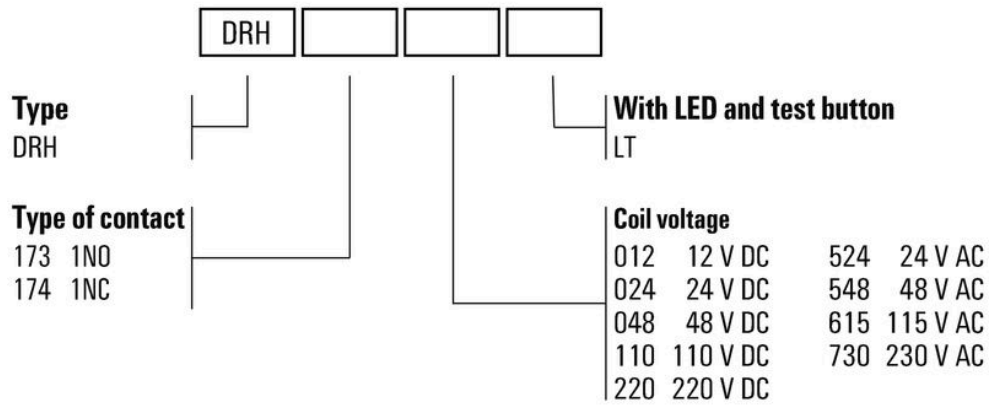 DRH
Type
DRH
With LED and test button
LT
Type of contact
173 1NO
174 1NC
Coil voltage
012 12 V DC 524 24 V AC
024 24 V DC 548 48 V AC
048 48 V DC 615 115 V AC
110 110 V DC 730 230 V AC
220 220 V DC